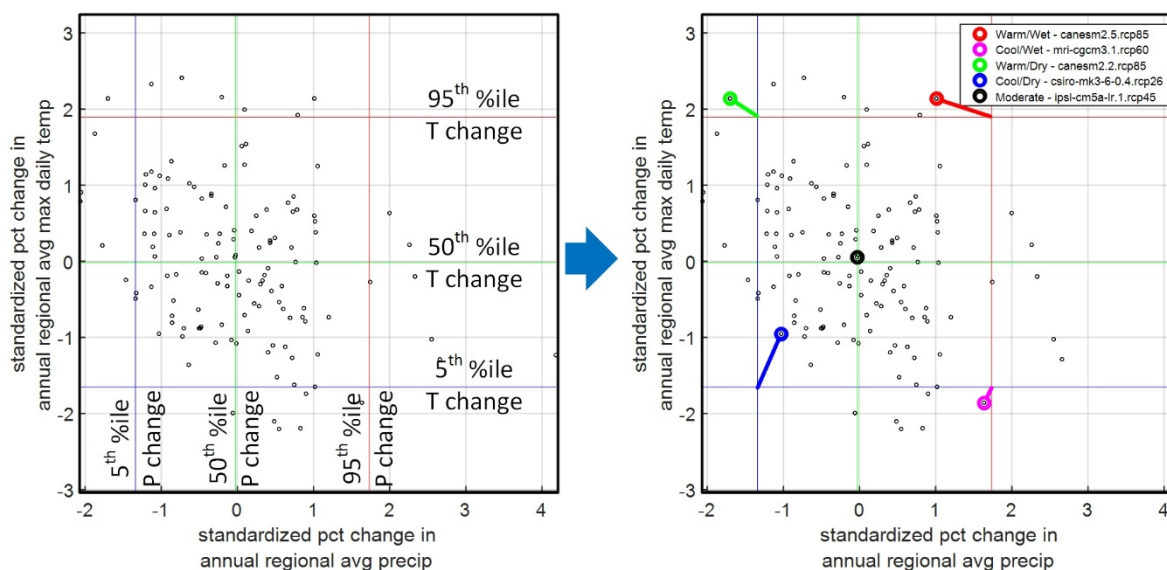 3
2
1
0
-1
-2
-3
-2
-1
0
1
2
3
4
standardized pct change in
annual regional avg max daily temp
standardized pct change in
annual regional avg precip
95th %ile
T change
50th %ile
T change
5th %ile
T change
5th %ile
P change
50th %ile
P change
95th %ile
P change
3
2
1
0
-1
-2
-3
-2
-1
0
1
2
3
4
standardized pct change in
annual regional avg max daily temp
standardized pct change in
annual regional avg precip
Warm/Wet - canesm2.5.rcp85
Cool/Wet - mri-cgcm3.1.rcp60
Warm/Dry - canesm2.2.rcp85
Cool/Dry - csiro-mk3-6-0.4.rcp26
Moderate - ipsl-cm5a-lr.1.rcp45